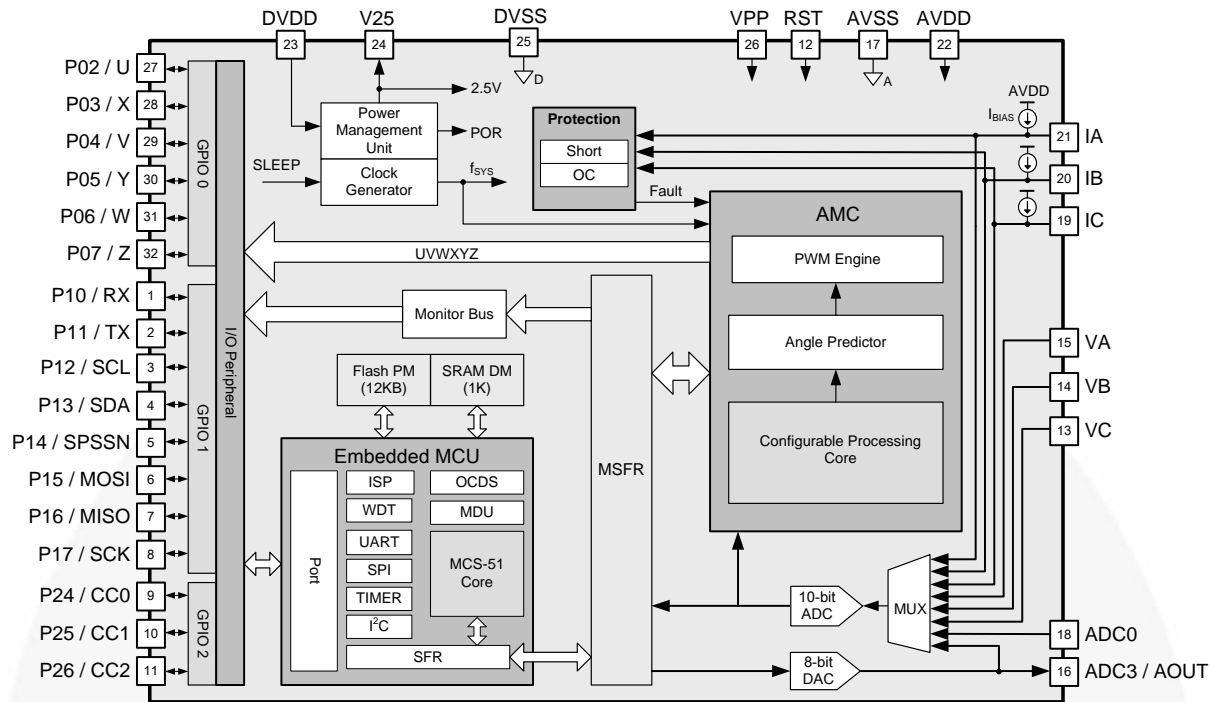 DVDD
V25
DVSS
VPP
RST
AVSS
AVDD
23
24
25
26
12
17
22
D
A
P02 / U
27
P03 / X
28
P04 / V
29
P05 / Y
30
P06 / W
31
P07 / Z
32
P10 / RX
1
P11 / TX
2
P12 / SCL
3
P13 / SDA
4
P14 / SPSSN
5
P15 / MOSI
6
P16 / MISO
7
P17 / SCK
8
P24 / CC0
9
P25 / CC1
10
P26 / CC2
11
GPIO 0
GPIO 1
GPIO 2
I/O Peripheral
2.5V
Power
Management
Unit
POR
SLEEP
Clock
Generator
fSYS
Protection
Short
OC
Fault
AVDD
IBIAS
21
IA
20
IB
19
IC
UVWXYZ
AMC
PWM Engine
Angle Predictor
Configurable Processing
Core
Monitor Bus
Flash PM
(12KB)
SRAM DM
(1K)
MSFR
Embedded MCU
Port
ISP
WDT
UART
SPI
TIMER
I2C
OCDS
MDU
MCS-51
Core
SFR
15
VA
14
VB
13
VC
10-bit
ADC
MUX
8-bit
DAC
18
ADC0
16
ADC3 / AOUT